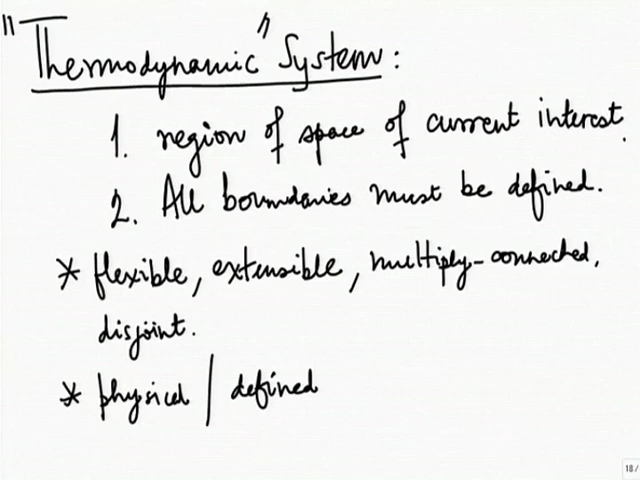 "Thermodynamic" System:
1. region of space of current interest.
2. All boundaries must be defined.
* flexible, extensible, multiply-connected,
disjoint.
* physical / defined
18/